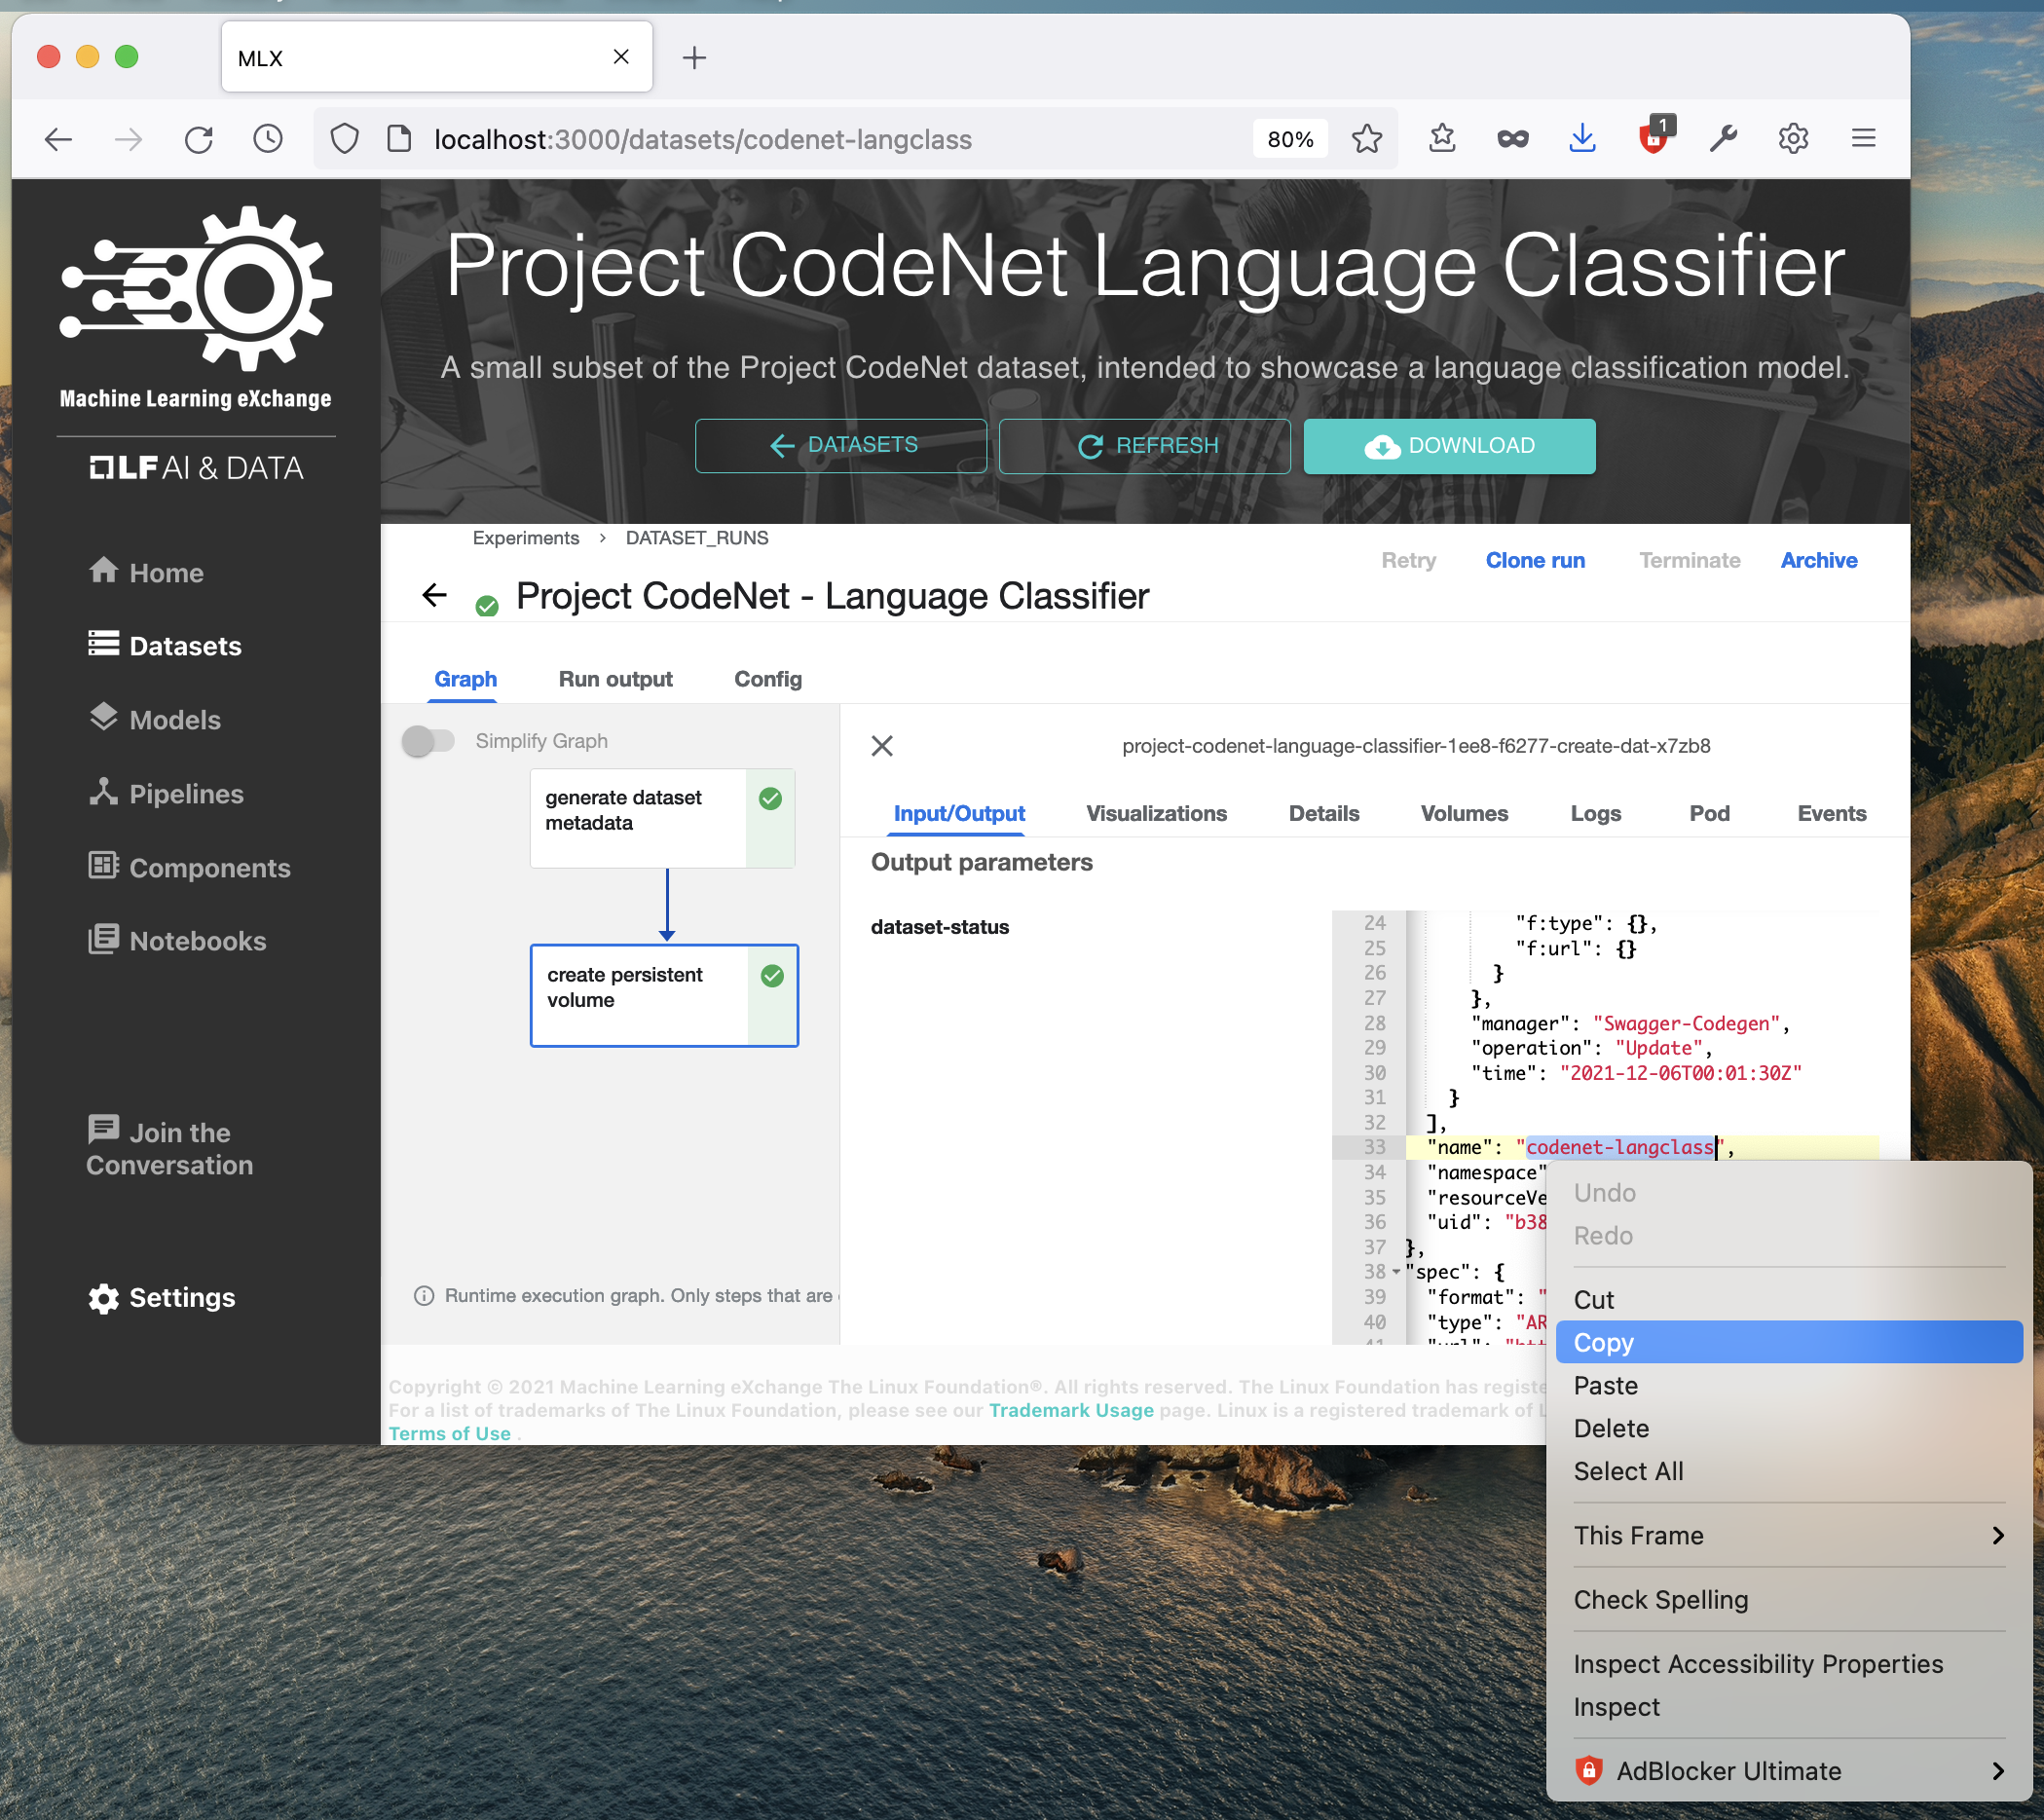 MLX
localhost:3000/datasets/codenet-langclass
80%
1
Machine Learning eXchange
LF AI & DATA
Home
Datasets
Models
Pipelines
Components
Notebooks
Join the
Conversation
Settings
Project CodeNet Language Classifier
A small subset of the Project CodeNet dataset, intended to showcase a language classification model.
DATASETS
REFRESH
DOWNLOAD
Experiments > DATASET_RUNS
Retry
Clone run
Terminate
Archive
Project CodeNet - Language Classifier
Graph
Run output
Config
Simplify Graph
generate dataset
metadata
create persistent
volume
Runtime execution graph. Only steps that are
project-codenet-language-classifier-1ee8-f6277-create-dat-x7zb8
Input/Output
Visualizations
Details
Volumes
Logs
Pod
Events
Output parameters
dataset-status
24 "f:type": {},
25 "f:url": {}
26 }
27 },
28 "manager": "Swagger-Codegen",
29 "operation": "Update",
30 "time": "2021-12-06T00:01:30Z"
31 }
32 ],
33 "name": "codenet-langclass",
34 "namespace"
35 "resourceVe
36 "uid": "b38
37 },
38 "spec": {
39 "format": "
40 "type": "AR
41 "url": "htt
Undo
Redo
Cut
Copy
Paste
Delete
Select All
This Frame
Check Spelling
Inspect Accessibility Properties
Inspect
AdBlocker Ultimate
Copyright © 2021 Machine Learning eXchange The Linux Foundation®. All rights reserved. The Linux Foundation has registe
For a list of trademarks of The Linux Foundation, please see our Trademark Usage page. Linux is a registered trademark of L
Terms of Use .